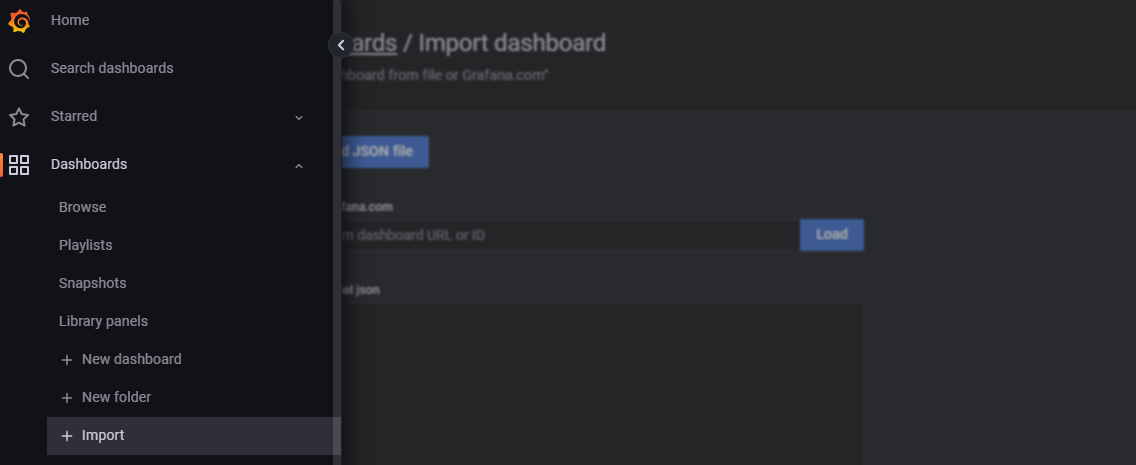 Home
Search dashboards
Starred
Dashboards
Browse
Playlists
Snapshots
Library panels
+ New dashboard
+ New folder
+ Import
ards / Import dashboard
hboard from file or Grafana.com"
d JSON file
fana.com
m dashboard URL or ID
Load
el json